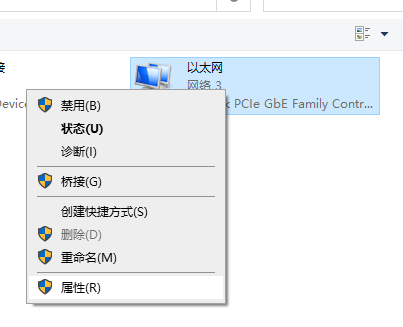 接
以太网
网络 3
Device
PCIe GbE Family Contr...
禁用(B)
状态(U)
诊断(I)
桥接(G)
创建快捷方式(S)
删除(D)
重命名(M)
属性(R)